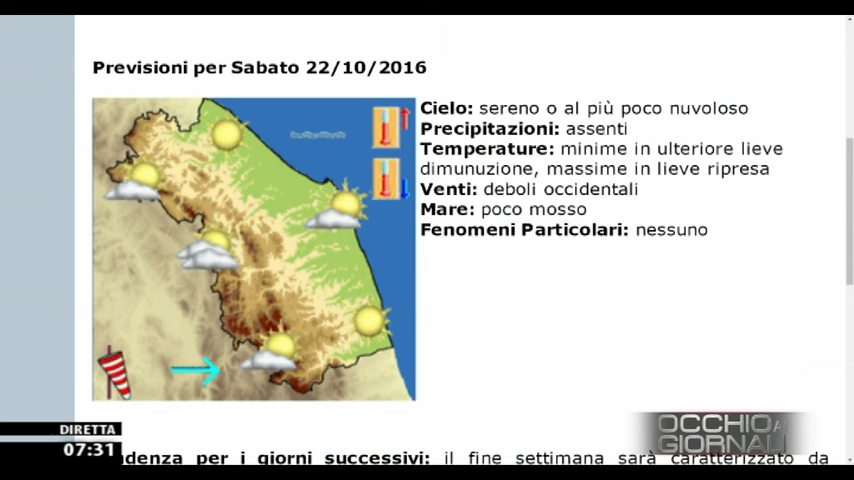 Previsioni per Sabato 22/10/2016
Cielo: sereno o al più poco nuvoloso
Precipitazioni: assenti
Temperature: minime in ulteriore lieve
dimunuzione, massime in lieve ripresa
Venti: deboli occidentali
Mare: poco mosso
Fenomeni Particolari: nessuno
DIRETTA
07:31
OCCHIO AI
GIORNALI
per i giorni successivi: il fine settimana sarà caratterizzato da